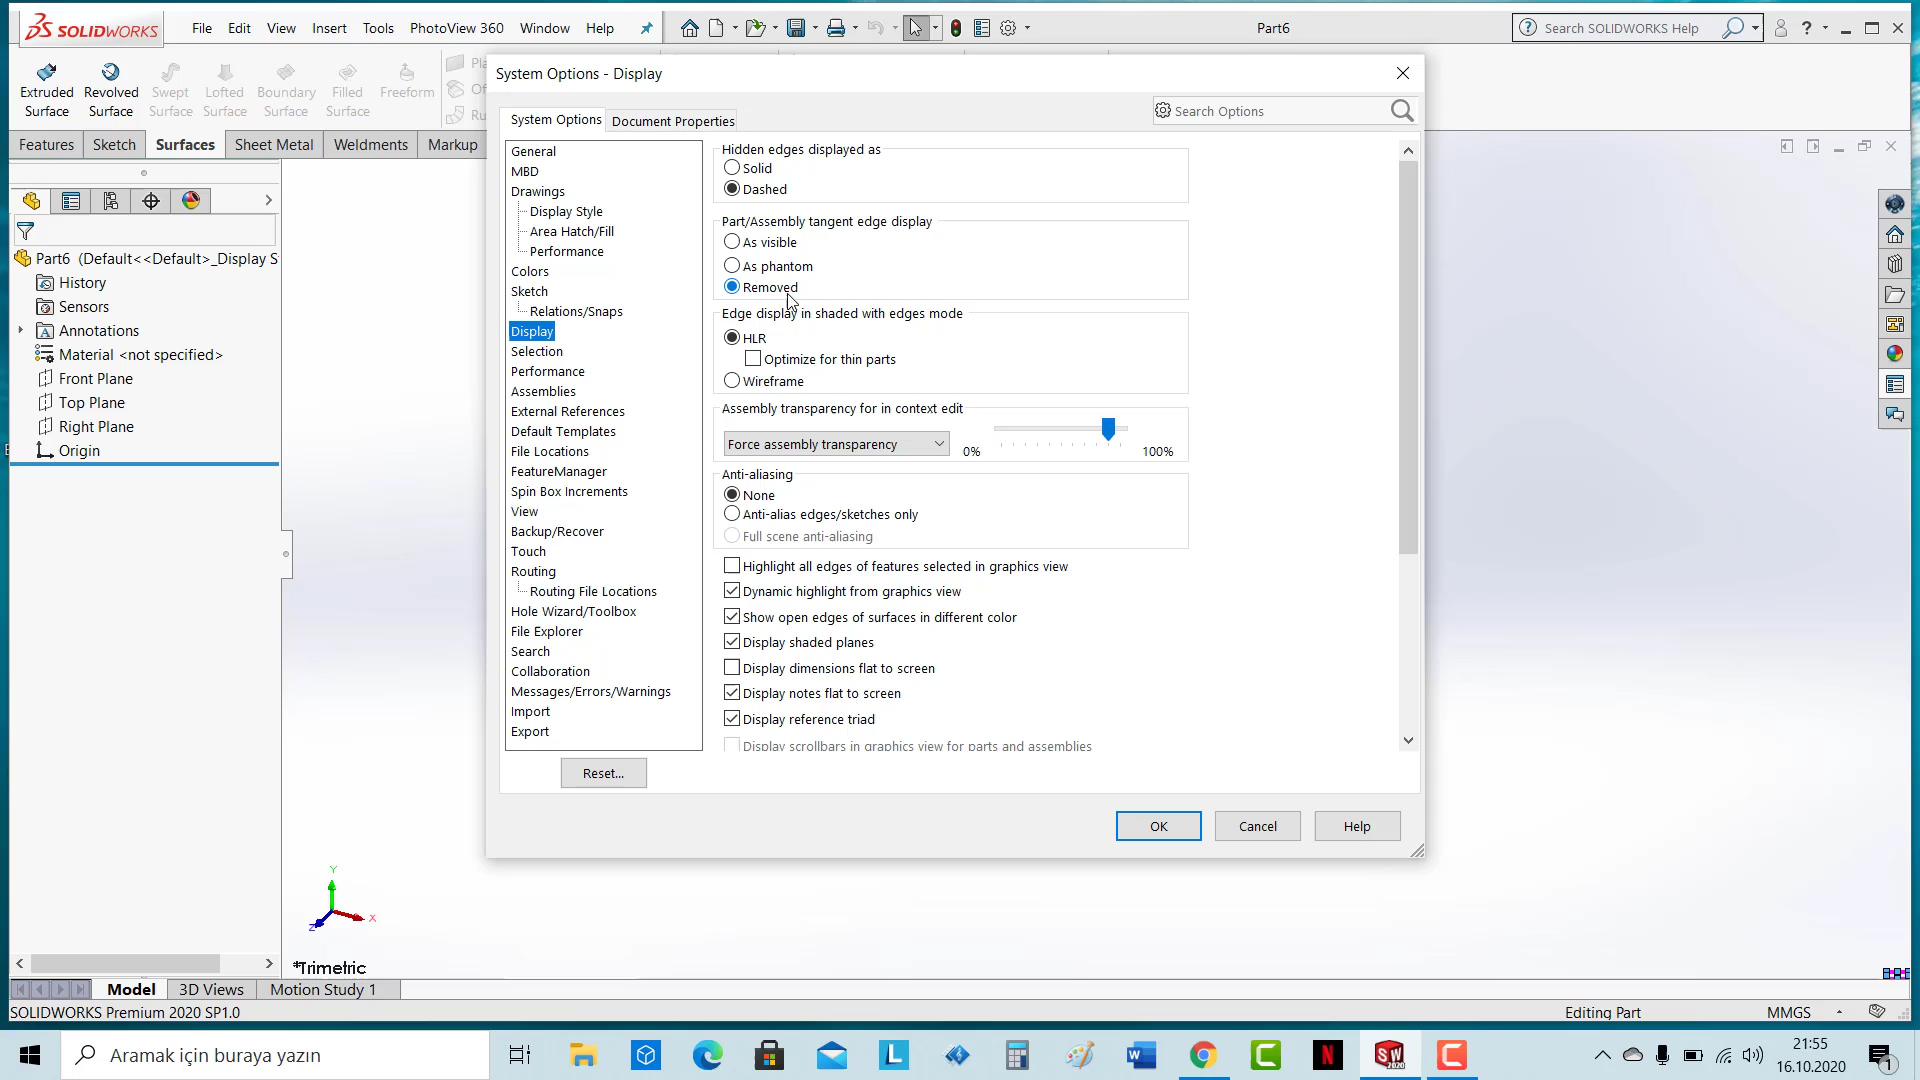 SOLIDWORKS File Edit View Insert Tools PhotoView 360 Window Help Part6 Search SOLIDWORKS Help
Extruded Surface
Revolved Surface
Swept Surface
Lofted Surface
Boundary Surface
Filled Surface
Freeform
Features Sketch Surfaces Sheet Metal Weldments Markup
Part6 (Default<<Default>_Display S
History
Sensors
Annotations
Material <not specified>
Front Plane
Top Plane
Right Plane
Origin
System Options - Display
System Options Document Properties
Search Options
General
MBD
Drawings
Display Style
Area Hatch/Fill
Performance
Colors
Sketch
Relations/Snaps
Display
Selection
Performance
Assemblies
External References
Default Templates
File Locations
FeatureManager
Spin Box Increments
View
Backup/Recover
Touch
Routing
Routing File Locations
Hole Wizard/Toolbox
File Explorer
Search
Collaboration
Messages/Errors/Warnings
Import
Export
Reset...
Hidden edges displayed as
Solid
Dashed
Part/Assembly tangent edge display
As visible
As phantom
Removed
Edge display in shaded with edges mode
HLR
Optimize for thin parts
Wireframe
Assembly transparency for in context edit
Force assembly transparency 0% 100%
Anti-aliasing
None
Anti-alias edges/sketches only
Full scene anti-aliasing
Highlight all edges of features selected in graphics view
Dynamic highlight from graphics view
Show open edges of surfaces in different color
Display shaded planes
Display dimensions flat to screen
Display notes flat to screen
Display reference triad
Display scrollbars in graphics view for parts and assemblies
OK Cancel Help
Y
X
Z
*Trimetric
Model 3D Views Motion Study 1
SOLIDWORKS Premium 2020 SP1.0 Editing Part MMGS
Aramak için buraya yazın
21:55
16.10.2020